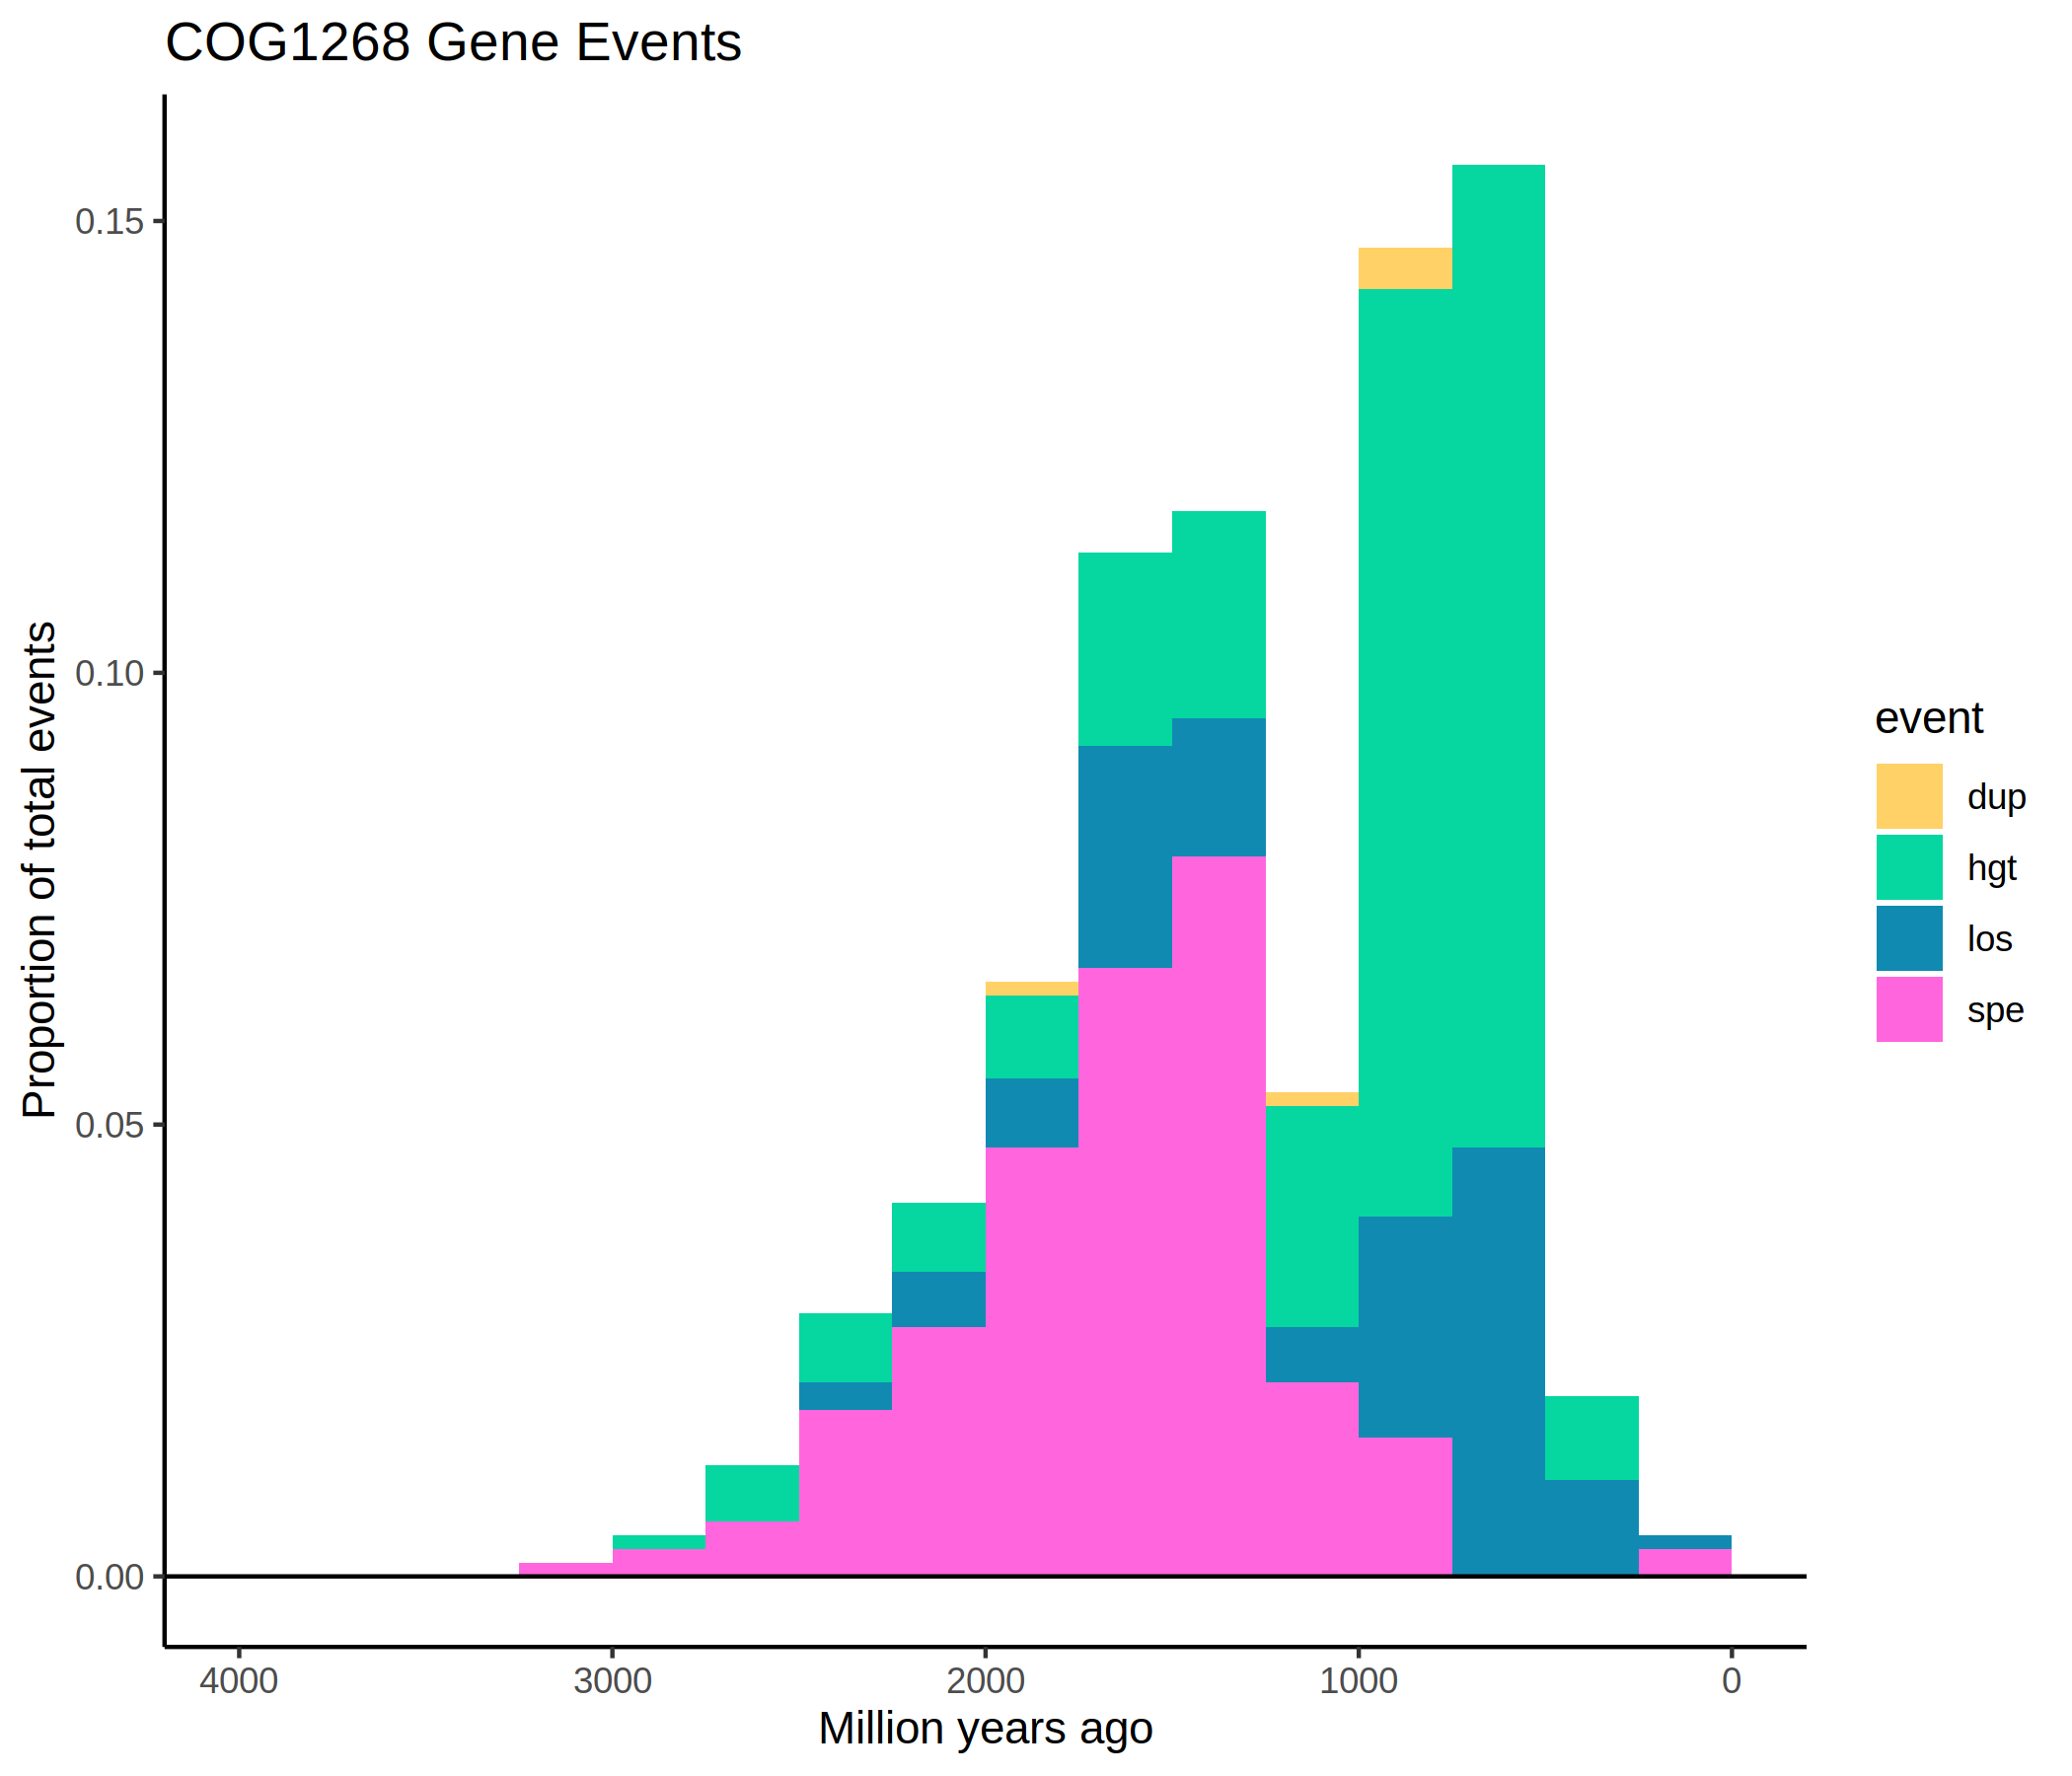 COG1268 Gene Events
Proportion of total events
0.15
0.10
0.05
0.00
4000 3000 2000 1000 0
Million years ago
event
dup
hgt
los
spe